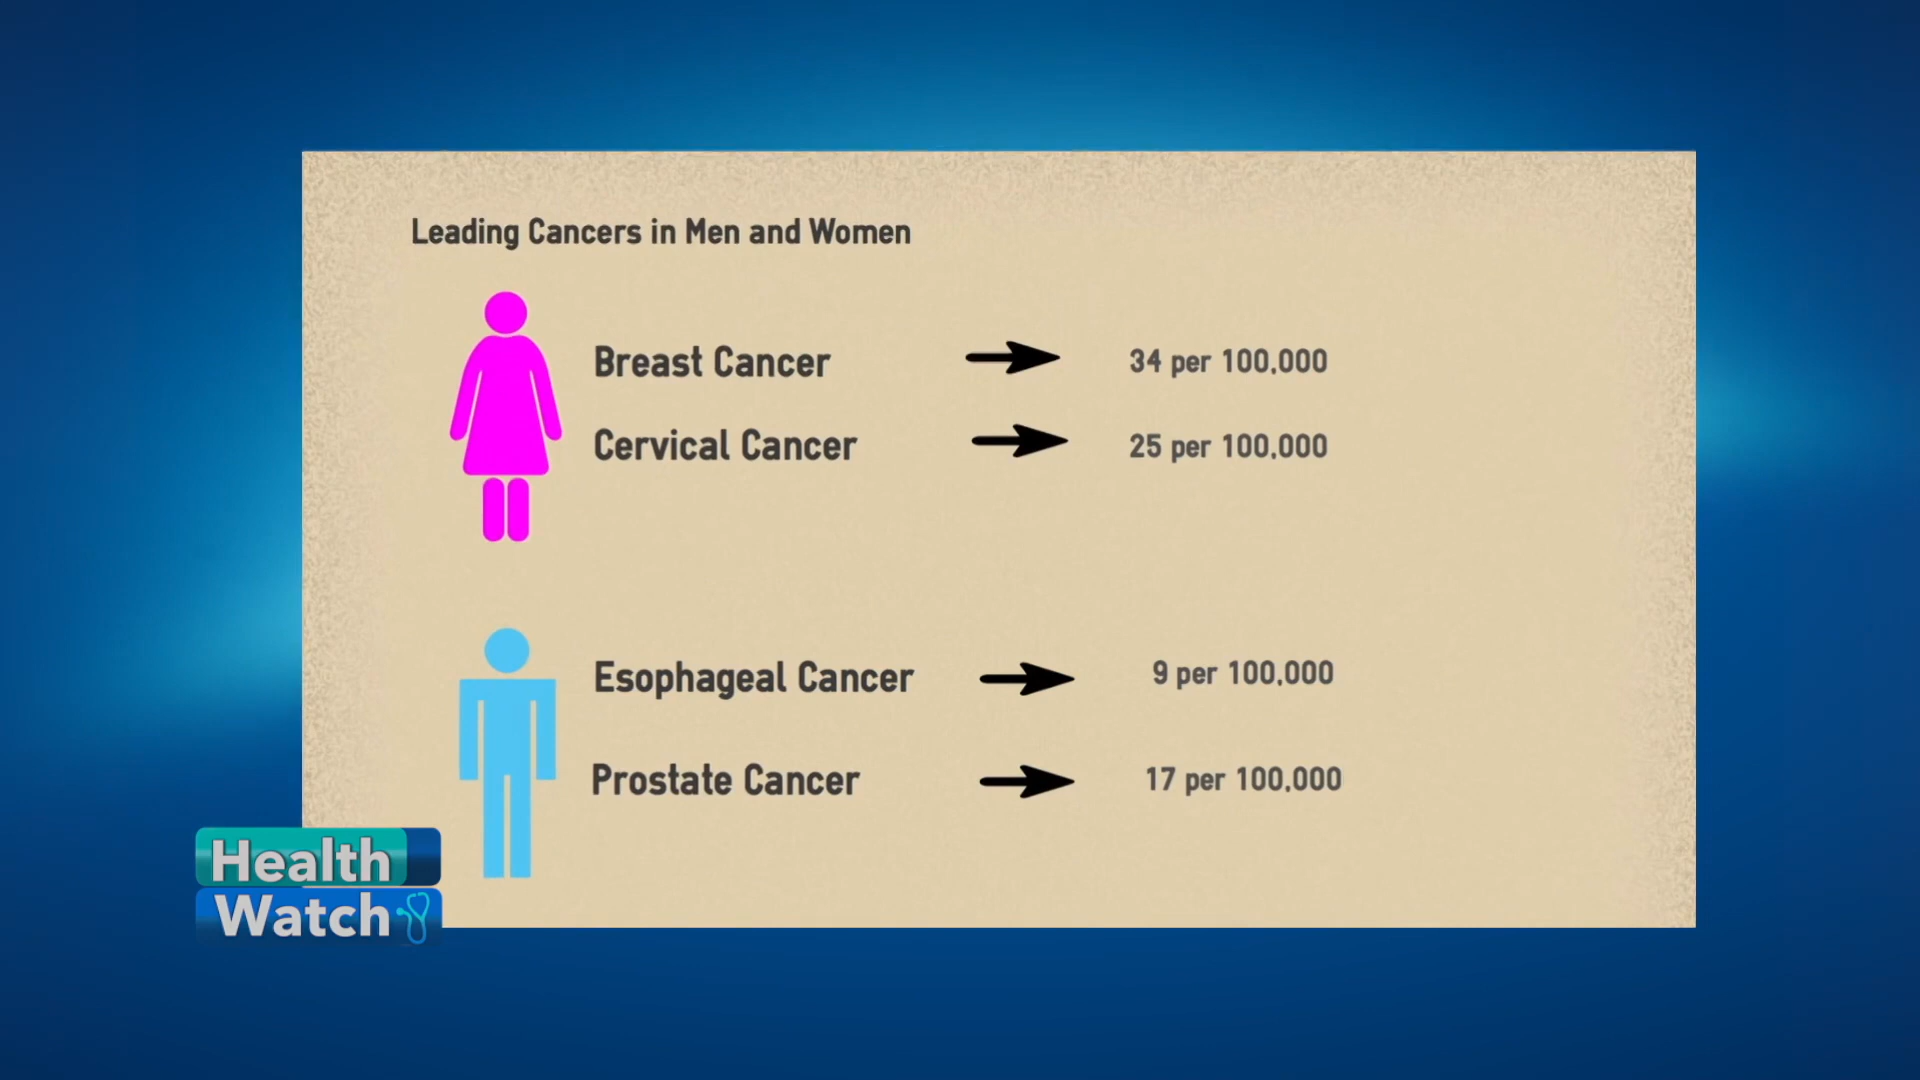 Leading Cancers in Men and Women
Breast Cancer 34 per 100,000
Cervical Cancer 25 per 100,000
Esophageal Cancer 9 per 100,000
Prostate Cancer 17 per 100,000
Health
Watch